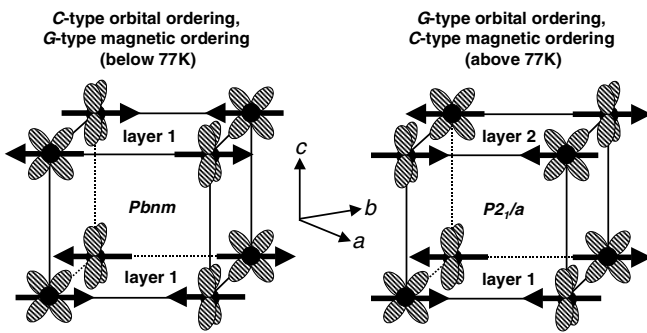 C-type orbital ordering,
G-type magnetic ordering
(below 77K)
G-type orbital ordering,
C-type magnetic ordering
(above 77K)
layer 1
Pbnm
layer 1
c
b
a
layer 2
P2₁/a
layer 1